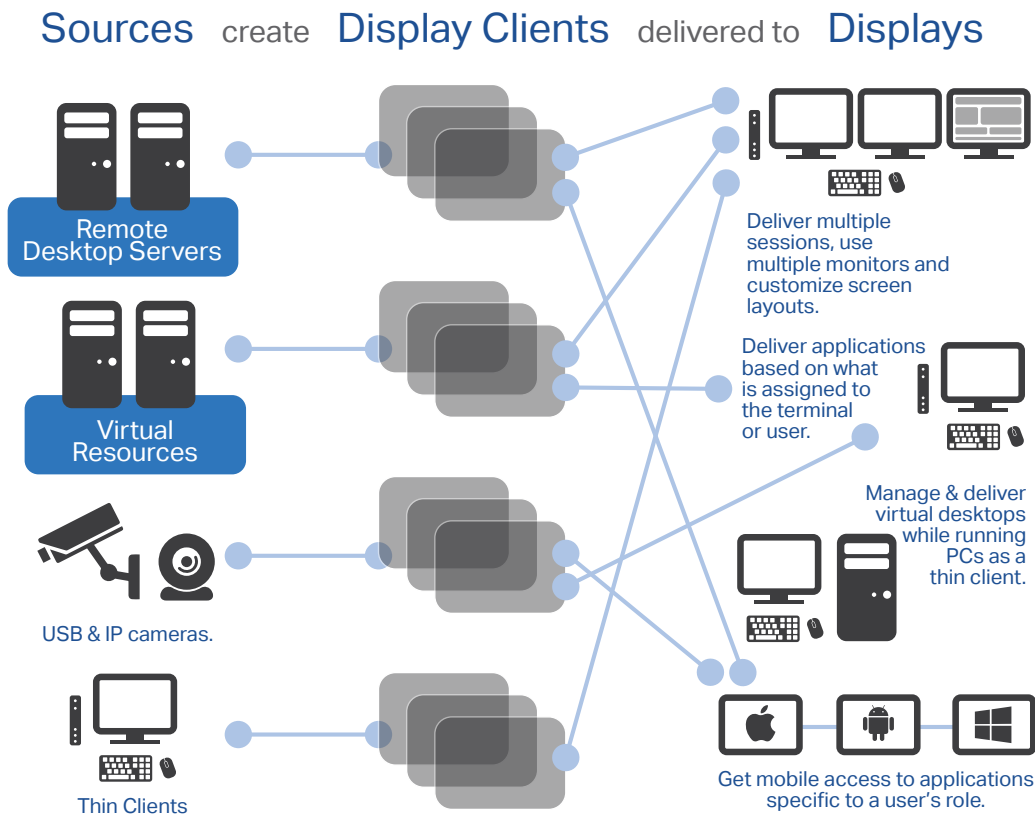 Sources create Display Clients delivered to Displays
Remote
Desktop Servers
Virtual
Resources
USB & IP cameras.
Thin Clients
Deliver multiple
sessions, use
multiple monitors and
customize screen
layouts.
Deliver applications
based on what
is assigned to
the terminal
or user.
Manage & deliver
virtual desktops
while running
PCs as a
thin client.
Get mobile access to applications
specific to a user's role.